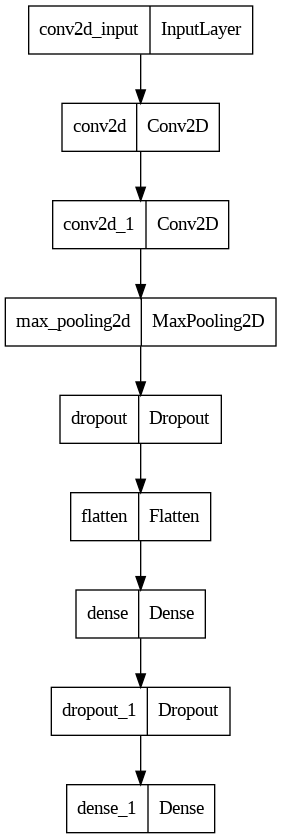 conv2d_input InputLayer
conv2d Conv2D
conv2d_1 Conv2D
max_pooling2d MaxPooling2D
dropout Dropout
flatten Flatten
dense Dense
dropout_1 Dropout
dense_1 Dense